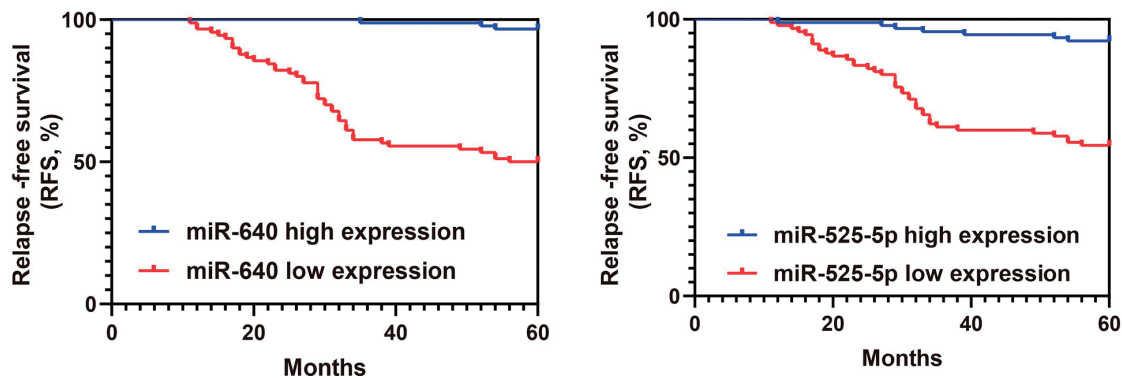 Relapse -free survival
(RFS, %)
100
50
0
miR-640 high expression
miR-640 low expression
0 20 40 60
Months
Relapse -free survival
(RFS, %)
100
50
0
miR-525-5p high expression
miR-525-5p low expression
0 20 40 60
Months